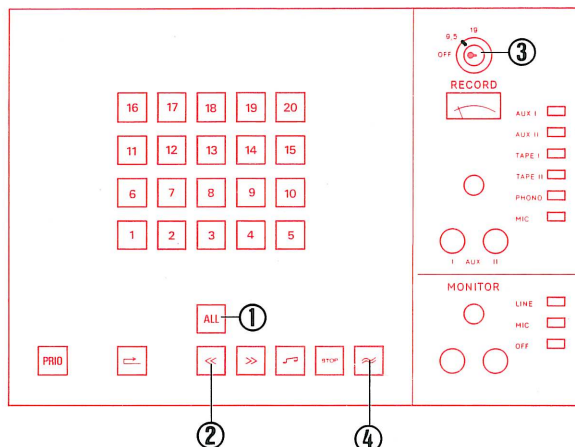 19
9,5
OFF
③
RECORD
16 17 18 19 20
11 12 13 14 15
6 7 8 9 10
1 2 3 4 5
AUX I
AUX II
TAPE I
TAPE II
PHONO
MIC
I AUX II
MONITOR
LINE
MIC
OFF
ALL ①
PRIO
STOP
② ④